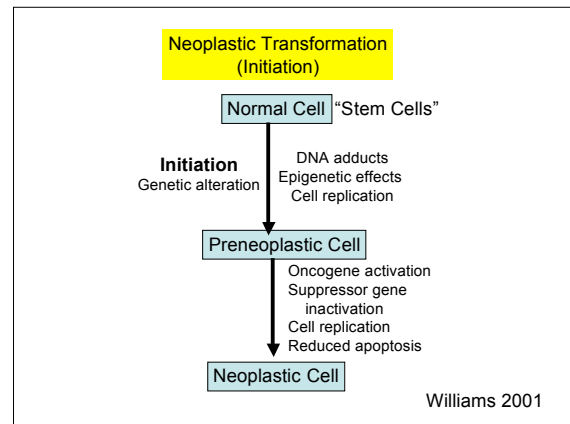 Neoplastic Transformation
(Initiation)
Normal Cell “Stem Cells”
Initiation
Genetic alteration
DNA adducts
Epigenetic effects
Cell replication
Preneoplastic Cell
Oncogene activation
Suppressor gene
inactivation
Cell replication
Reduced apoptosis
Neoplastic Cell
Williams 2001